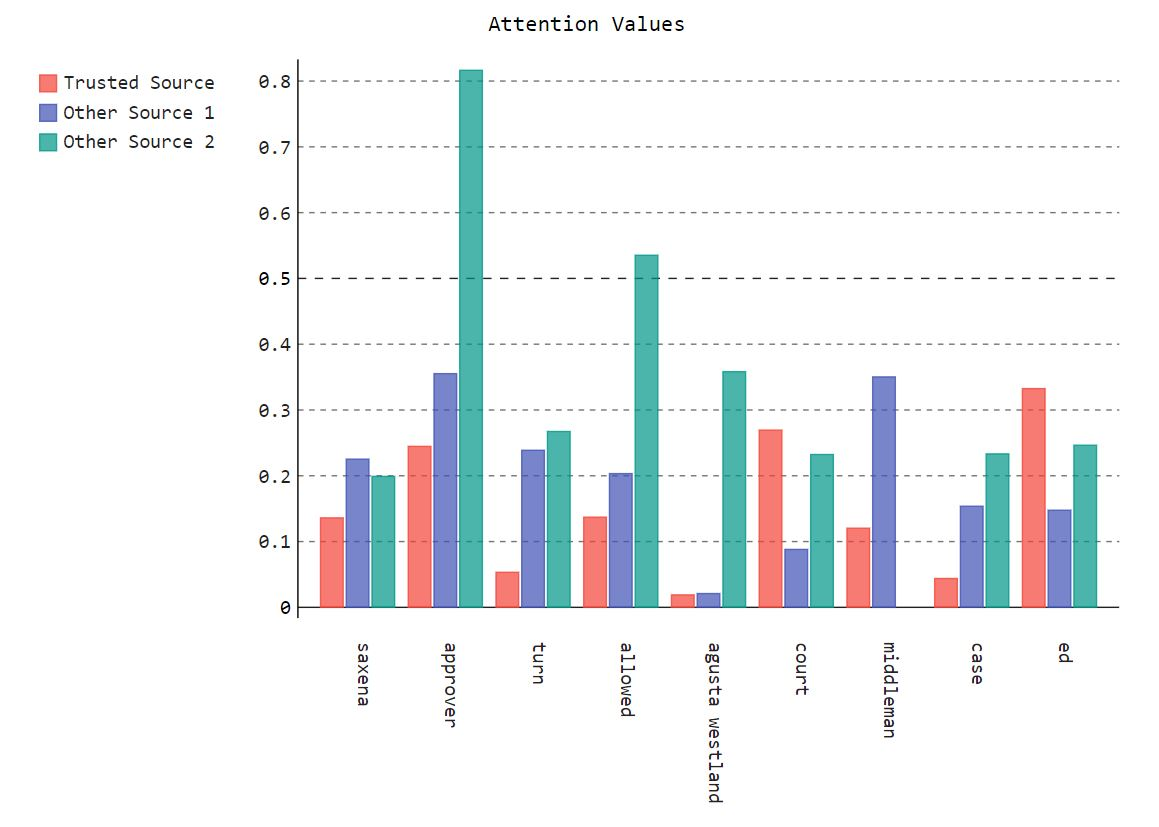 Attention Values
Trusted Source
Other Source 1
Other Source 2
0.8
0.7
0.6
0.5
0.4
0.3
0.2
0.1
0
saxena
approver
turn
allowed
agusta westland
court
middleman
case
ed